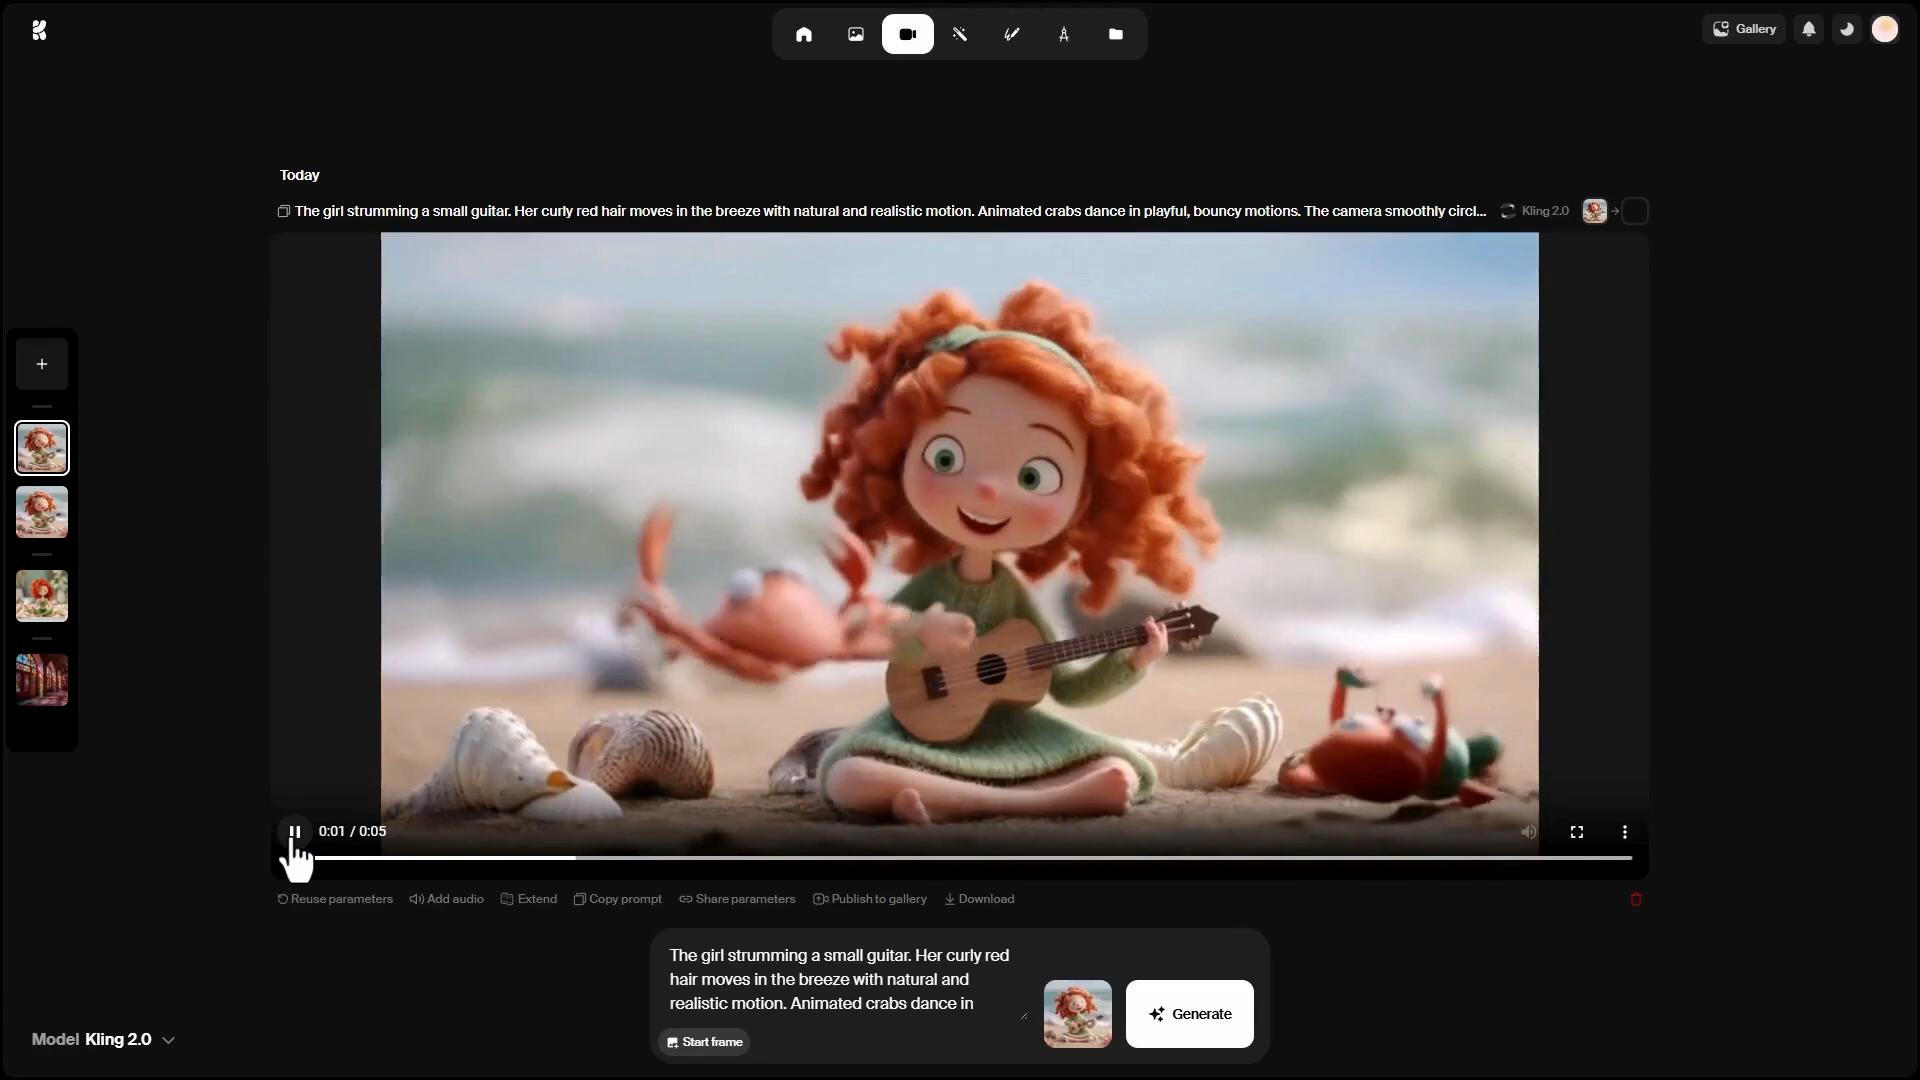 Gallery
Today
The girl strumming a small guitar. Her curly red hair moves in the breeze with natural and realistic motion. Animated crabs dance in playful, bouncy motions. The camera smoothly circl... Kling 2.0
0:01 / 0:05
Reuse parameters Add audio Extend Copy prompt Share parameters Publish to gallery Download
The girl strumming a small guitar. Her curly red
hair moves in the breeze with natural and
realistic motion. Animated crabs dance in
Generate
Start frame
Model Kling 2.0